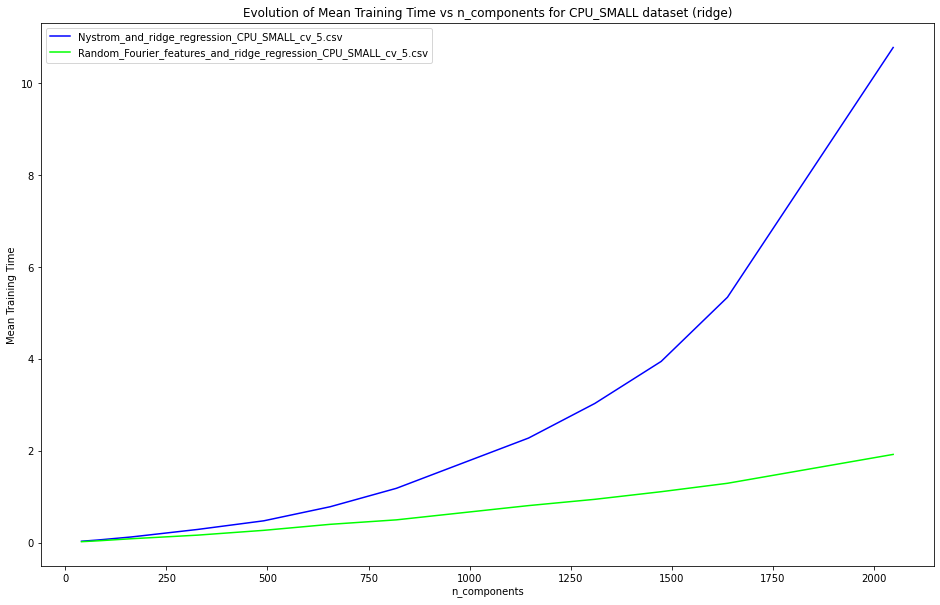 Evolution of Mean Training Time vs n_components for CPU_SMALL dataset (ridge)
Nystrom_and_ridge_regression_CPU_SMALL_cv_5.csv
Random_Fourier_features_and_ridge_regression_CPU_SMALL_cv_5.csv
10
8
6
4
2
0
Mean Training Time
0 250 500 750 1000 1250 1500 1750 2000
n_components